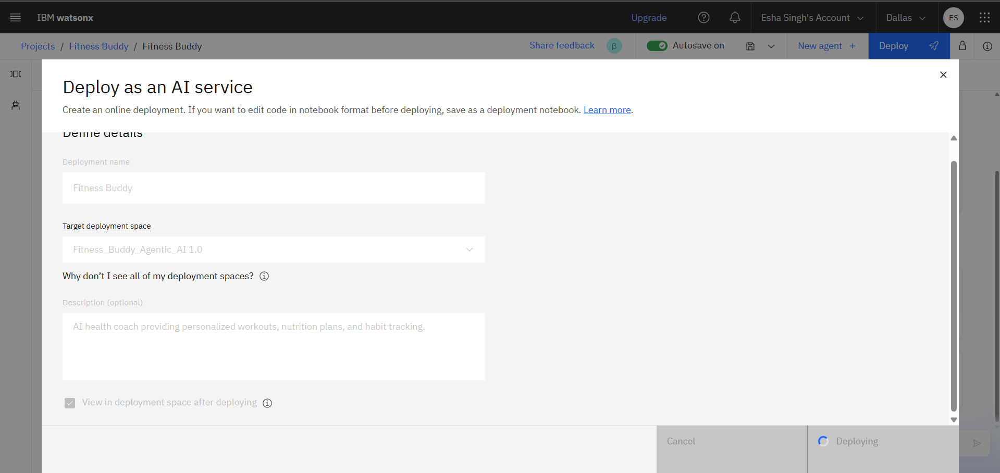 IBM watsonx
Upgrade
Esha Singh's Account
Dallas
ES
Projects / Fitness Buddy / Fitness Buddy
Share feedback
β
Autosave on
New agent +
Deploy
Deploy as an AI service
Create an online deployment. If you want to edit code in notebook format before deploying, save as a deployment notebook. Learn more.
Define details
Deployment name
Fitness Buddy
Target deployment space
Fitness_Buddy_Agentic_AI 1.0
Why don’t I see all of my deployment spaces?
Description (optional)
AI health coach providing personalized workouts, nutrition plans, and habit tracking.
View in deployment space after deploying
Cancel
Deploying